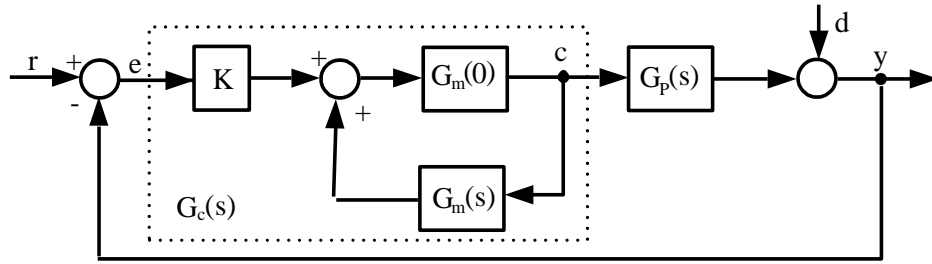 r
+
-
e
K
+
+
G_m(0)
c
G_P(s)
d
y
G_m(s)
G_c(s)